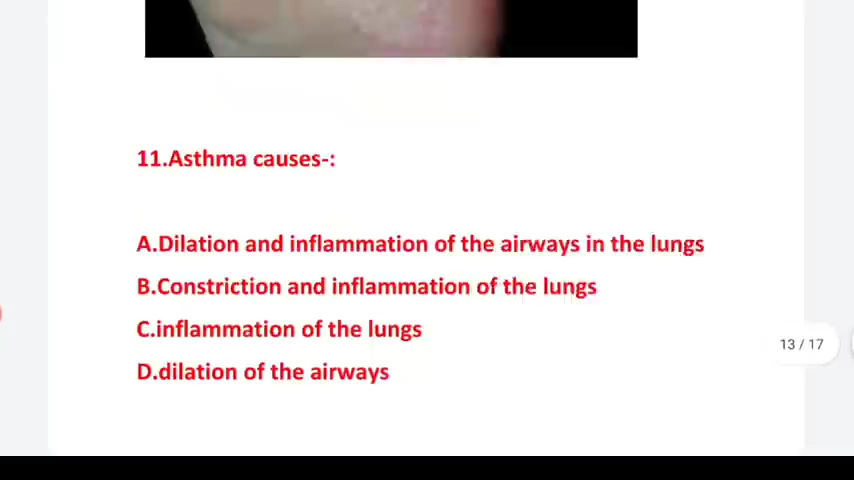 11.Asthma causes-:
A.Dilation and inflammation of the airways in the lungs
B.Constriction and inflammation of the lungs
C.inflammation of the lungs
D.dilation of the airways
13 / 17